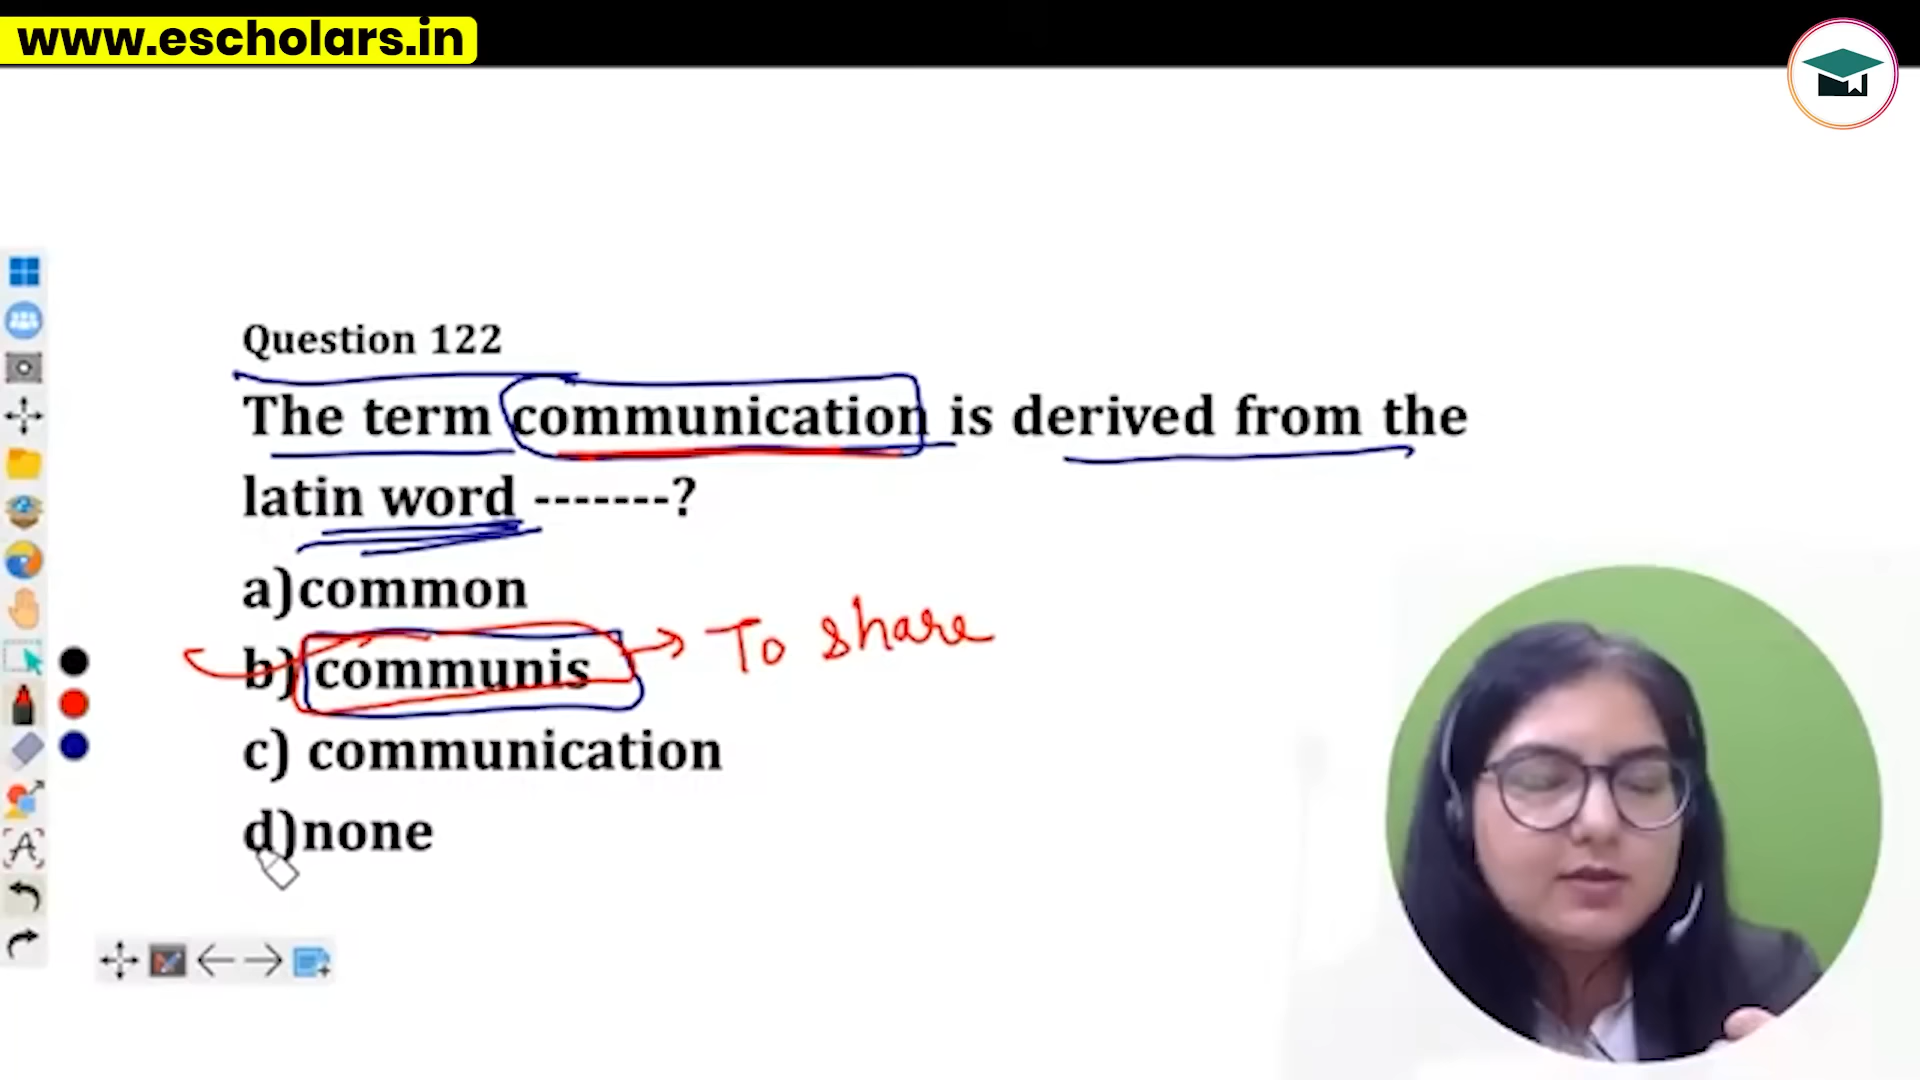 www.escholars.in
Question 122
The term communication is derived from the
latin word -------?
a)common
b) communis → To share
c) communication
d)none